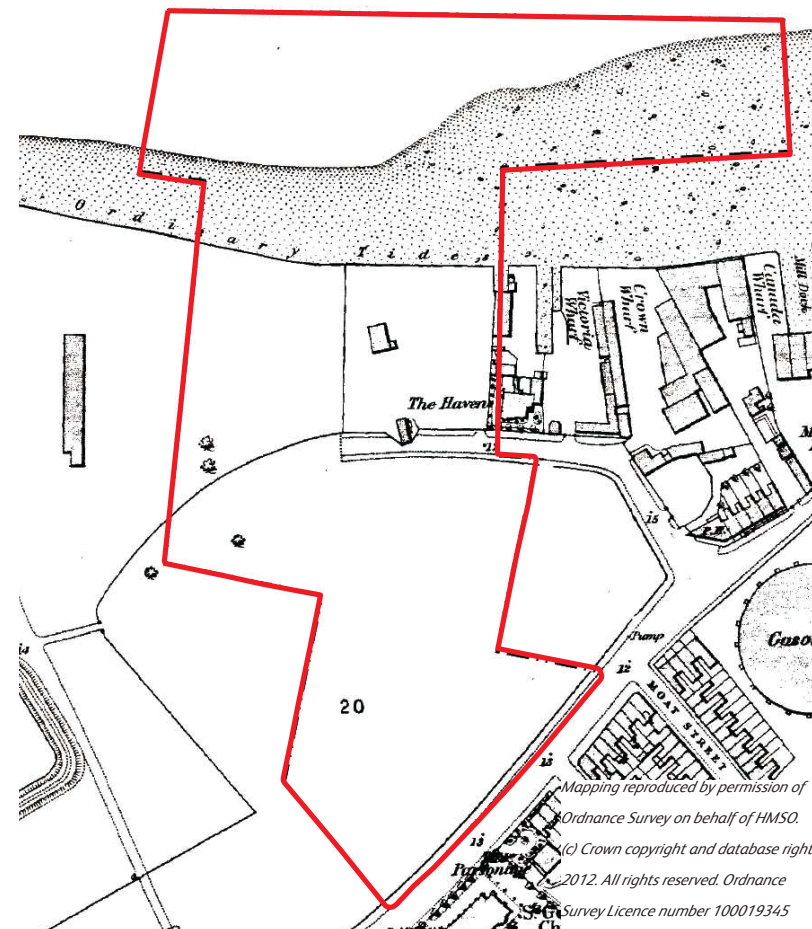 Ordinary Tides
Victoria
Wharf
Crown
Wharf
Canada
Wharf
Mill Dock
The Haven
15
P.H.
Pump
12
MOAT STREET
20
13
13
Parsonage
Mapping reproduced by permission of
Ordnance Survey on behalf of HMSO.
(c) Crown copyright and database right
2012. All rights reserved. Ordnance
Survey Licence number 100019345